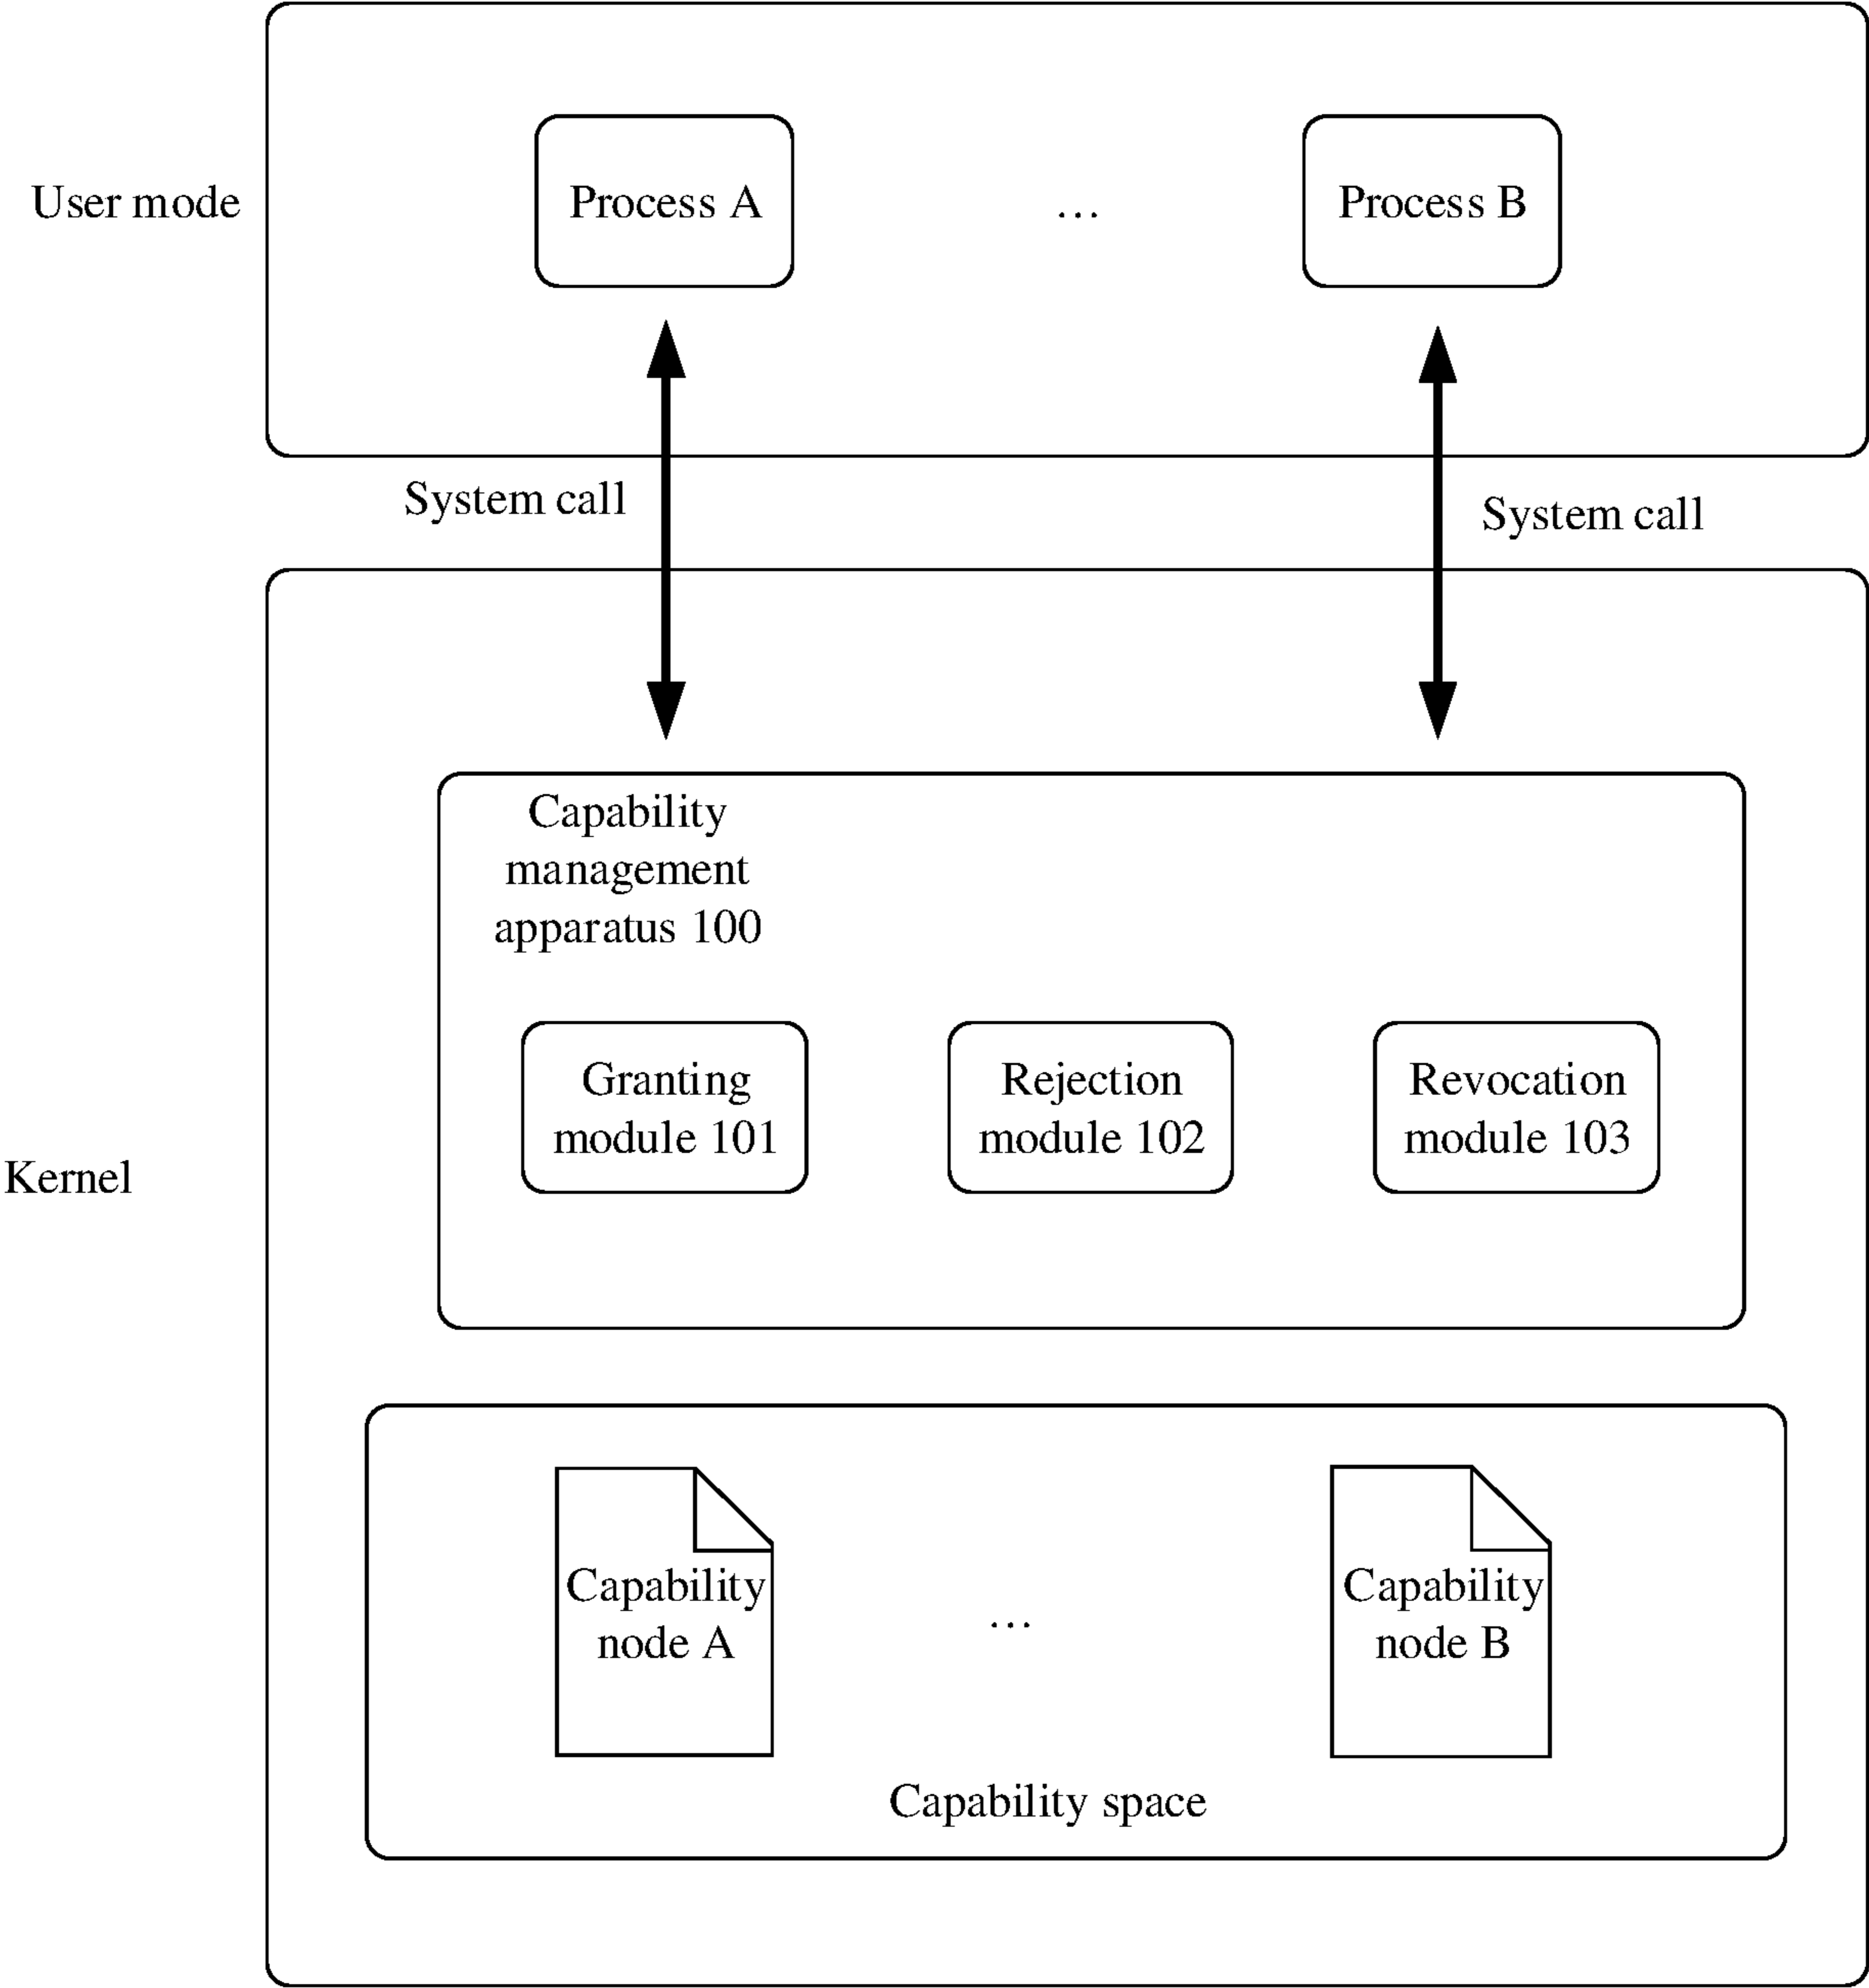 User mode
Process A
…
Process B
System call
System call
Kernel
Capability
management
apparatus 100
Granting
module 101
Rejection
module 102
Revocation
module 103
Capability
node A
…
Capability
node B
Capability space